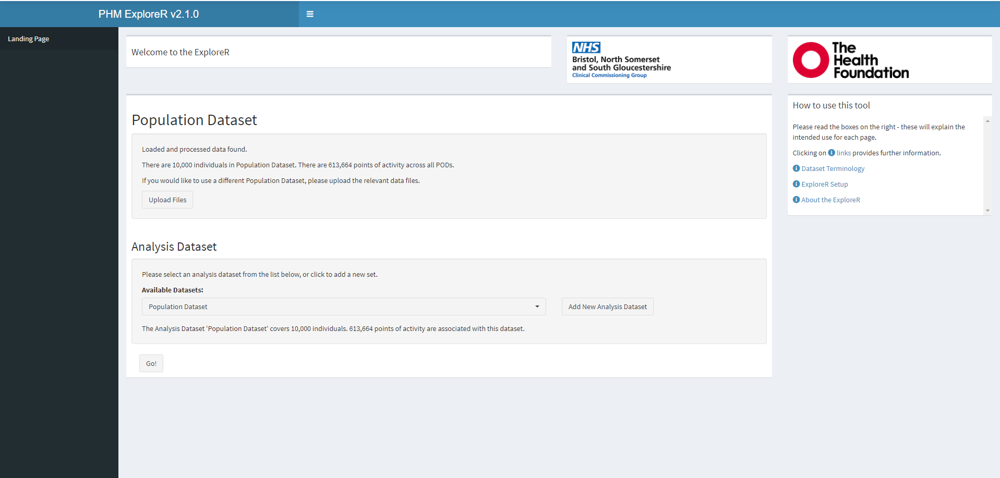 PHM ExploreR v2.1.0
Landing Page
Welcome to the ExploreR
NHS
Bristol, North Somerset
and South Gloucestershire
Clinical Commissioning Group
The
Health
Foundation
Population Dataset
Loaded and processed data found.
There are 10,000 individuals in Population Dataset. There are 613,664 points of activity across all PODs.
If you would like to use a different Population Dataset, please upload the relevant data files.
Upload Files
Analysis Dataset
Please select an analysis dataset from the list below, or click to add a new set.
Available Datasets:
Population Dataset
Add New Analysis Dataset
The Analysis Dataset 'Population Dataset' covers 10,000 individuals. 613,664 points of activity are associated with this dataset.
Go!
How to use this tool
Please read the boxes on the right - these will explain the
intended use for each page.
Clicking on links provides further information.
Dataset Terminology
ExploreR Setup
About the ExploreR